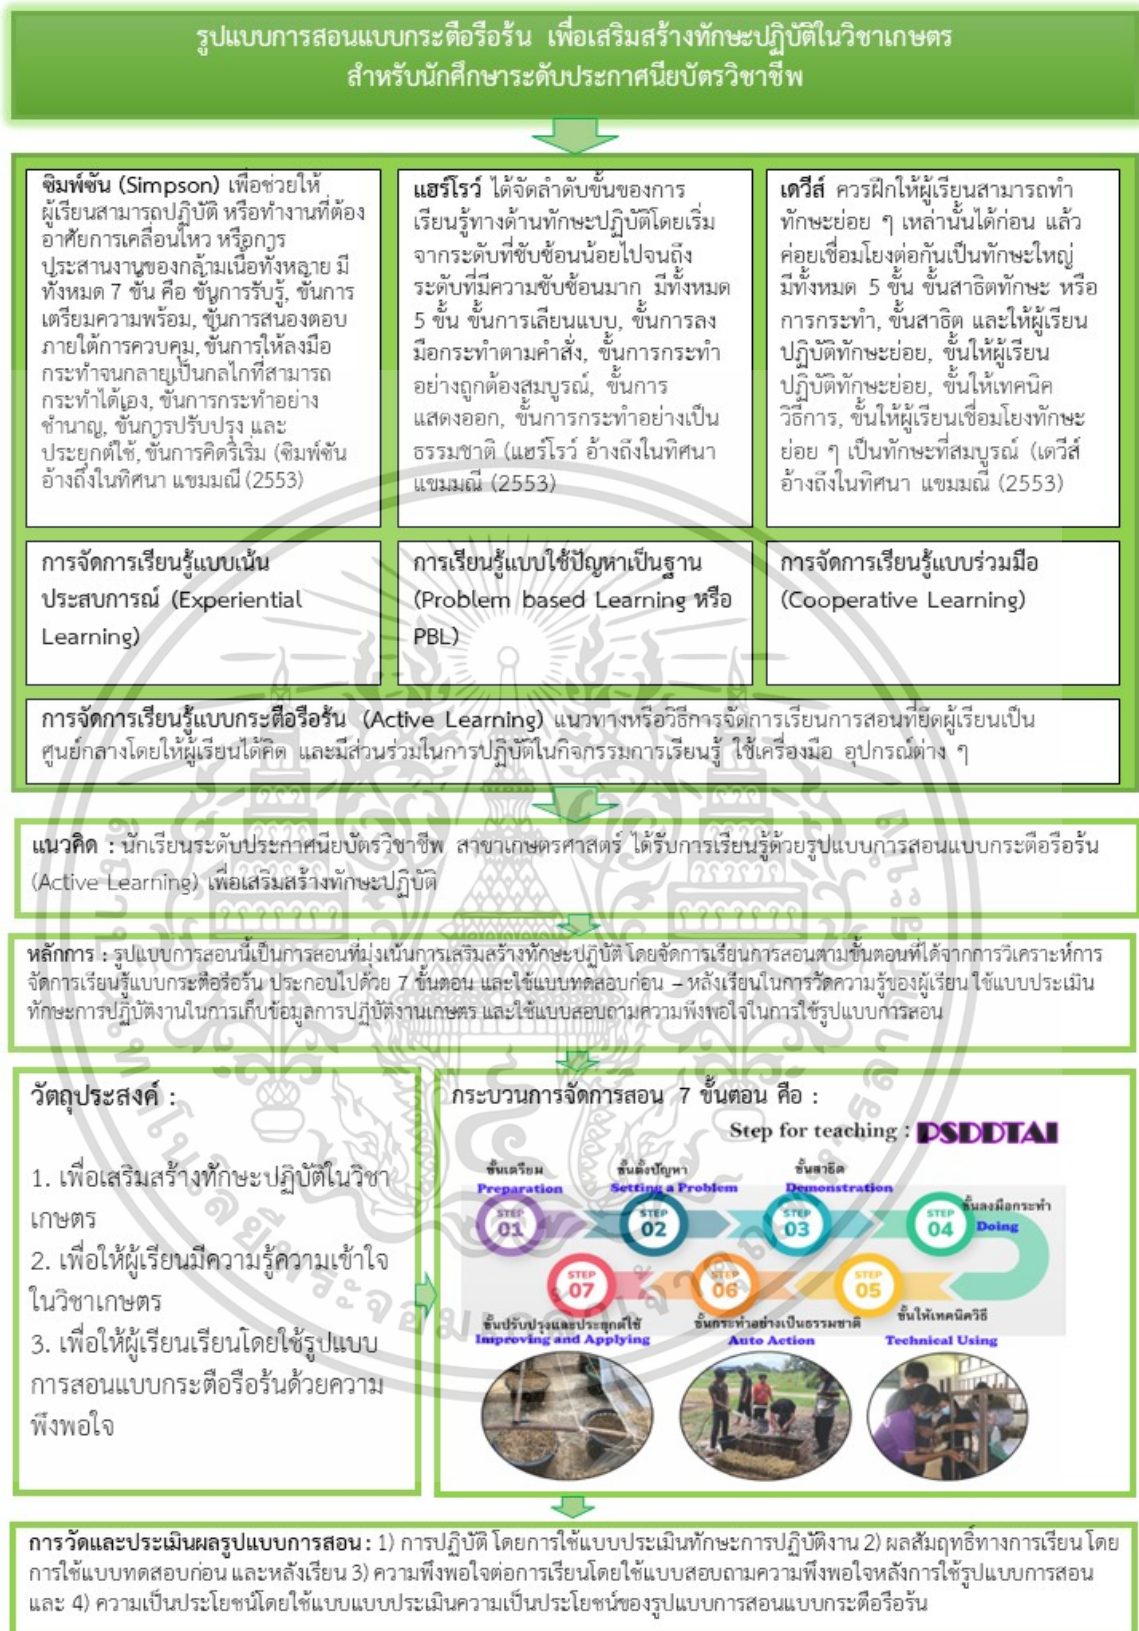 รูปแบบการสอนแบบกระตือรือร้น เพื่อเสริมสร้างทักษะปฏิบัติในวิชาเกษตร
สำหรับนักศึกษาระดับประกาศนียบัตรวิชาชีพ
ซิมพ์ซัน (Simpson) เพื่อช่วยให้
ผู้เรียนสามารถปฏิบัติ หรือทำงานที่ต้อง
อาศัยการเคลื่อนไหว หรือการ
ประสานงานของกล้ามเนื้อทั้งหลาย มี
ทั้งหมด 7 ขั้น คือ ขั้นการรับรู้, ขั้นการ
เตรียมความพร้อม, ขั้นการสนองตอบ
ภายใต้การควบคุม, ขั้นการให้ลงมือ
กระทำจนกลายเป็นกลไกที่สามารถ
กระทำได้เอง, ขั้นการกระทำอย่าง
ชำนาญ, ขั้นการปรับปรุง และ
ประยุกต์ใช้, ขั้นการคิดริเริ่ม (ซิมพ์ซัน
อ้างถึงในทิศนา แขมมณี (2553)
แฮร์โรว์ ได้จัดลำดับขั้นของการ
เรียนรู้ทางด้านทักษะปฏิบัติโดยเริ่ม
จากระดับที่ซับซ้อนน้อยไปจนถึง
ระดับที่มีความซับซ้อนมาก มีทั้งหมด
5 ขั้น ขั้นการเลียนแบบ, ขั้นการลง
มือกระทำตามคำสั่ง, ขั้นการกระทำ
อย่างถูกต้องสมบูรณ์, ขั้นการ
แสดงออก, ขั้นการกระทำอย่างเป็น
ธรรมชาติ (แฮร์โรว์ อ้างถึงในทิศนา
แขมมณี (2553)
เดวีส์ ควรฝึกให้ผู้เรียนสามารถทำ
ทักษะย่อย ๆ เหล่านั้นได้ก่อน แล้ว
ค่อยเชื่อมโยงต่อกันเป็นทักษะใหญ่
มีทั้งหมด 5 ขั้น ขั้นสาธิตทักษะ หรือ
การกระทำ, ขั้นสาธิต และให้ผู้เรียน
ปฏิบัติทักษะย่อย, ขั้นให้ผู้เรียน
ปฏิบัติทักษะย่อย, ขั้นให้เทคนิค
วิธีการ, ขั้นให้ผู้เรียนเชื่อมโยงทักษะ
ย่อย ๆ เป็นทักษะที่สมบูรณ์ (เดวีส์
อ้างถึงในทิศนา แขมมณี (2553)
การจัดการเรียนรู้แบบเน้น
ประสบการณ์ (Experiential
Learning)
การเรียนรู้แบบใช้ปัญหาเป็นฐาน
(Problem based Learning หรือ
PBL)
การจัดการเรียนรู้แบบร่วมมือ
(Cooperative Learning)
การจัดการเรียนรู้แบบกระตือรือร้น (Active Learning) แนวทางหรือวิธีการจัดการเรียนการสอนที่ยึดผู้เรียนเป็น
ศูนย์กลางโดยให้ผู้เรียนได้คิด และมีส่วนร่วมในการปฏิบัติในกิจกรรมการเรียนรู้ ใช้เครื่องมือ อุปกรณ์ต่าง ๆ
แนวคิด : นักเรียนระดับประกาศนียบัตรวิชาชีพ สาขาเกษตรศาสตร์ ได้รับการเรียนรู้ด้วยรูปแบบการสอนแบบกระตือรือร้น
(Active Learning) เพื่อเสริมสร้างทักษะปฏิบัติ
หลักการ : รูปแบบการสอนนี้เป็นการสอนที่มุ่งเน้นการเสริมสร้างทักษะปฏิบัติ โดยจัดการเรียนการสอนตามขั้นตอนที่ได้จากการวิเคราะห์การ
จัดการเรียนรู้แบบกระตือรือร้น ประกอบไปด้วย 7 ขั้นตอน และใช้แบบทดสอบก่อน – หลังเรียนในการวัดความรู้ของผู้เรียน ใช้แบบประเมิน
ทักษะการปฏิบัติงานในการเก็บข้อมูลการปฏิบัติงานเกษตร และใช้แบบสอบถามความพึงพอใจในการใช้รูปแบบการสอน
วัตถุประสงค์ :
1. เพื่อเสริมสร้างทักษะปฏิบัติในวิชา
เกษตร
2. เพื่อให้ผู้เรียนมีความรู้ความเข้าใจ
ในวิชาเกษตร
3. เพื่อให้ผู้เรียนเรียนโดยใช้รูปแบบ
การสอนแบบกระตือรือร้นด้วยความ
พึงพอใจ
กระบวนการจัดการสอน 7 ขั้นตอน คือ :
Step for teaching : PSDDTAI
ขั้นเตรียม
Preparation
STEP 01
ขั้นตั้งปัญหา
Setting a Problem
STEP 02
ขั้นสาธิต
Demonstration
STEP 03
ขั้นลงมือกระทำ
Doing
STEP 04
STEP 05
ขั้นให้เทคนิควิธี
Technical Using
STEP 06
ขั้นกระทำอย่างเป็นธรรมชาติ
Auto Action
STEP 07
ขั้นปรับปรุงและประยุกต์ใช้
Improving and Applying
การวัดและประเมินผลรูปแบบการสอน : 1) การปฏิบัติ โดยการใช้แบบประเมินทักษะการปฏิบัติงาน 2) ผลสัมฤทธิ์ทางการเรียน โดย
การใช้แบบทดสอบก่อน และหลังเรียน 3) ความพึงพอใจต่อการเรียนโดยใช้แบบสอบถามความพึงพอใจหลังการใช้รูปแบบการสอน
และ 4) ความเป็นประโยชน์โดยใช้แบบแบบประเมินความเป็นประโยชน์ของรูปแบบการสอนแบบกระตือรือร้น